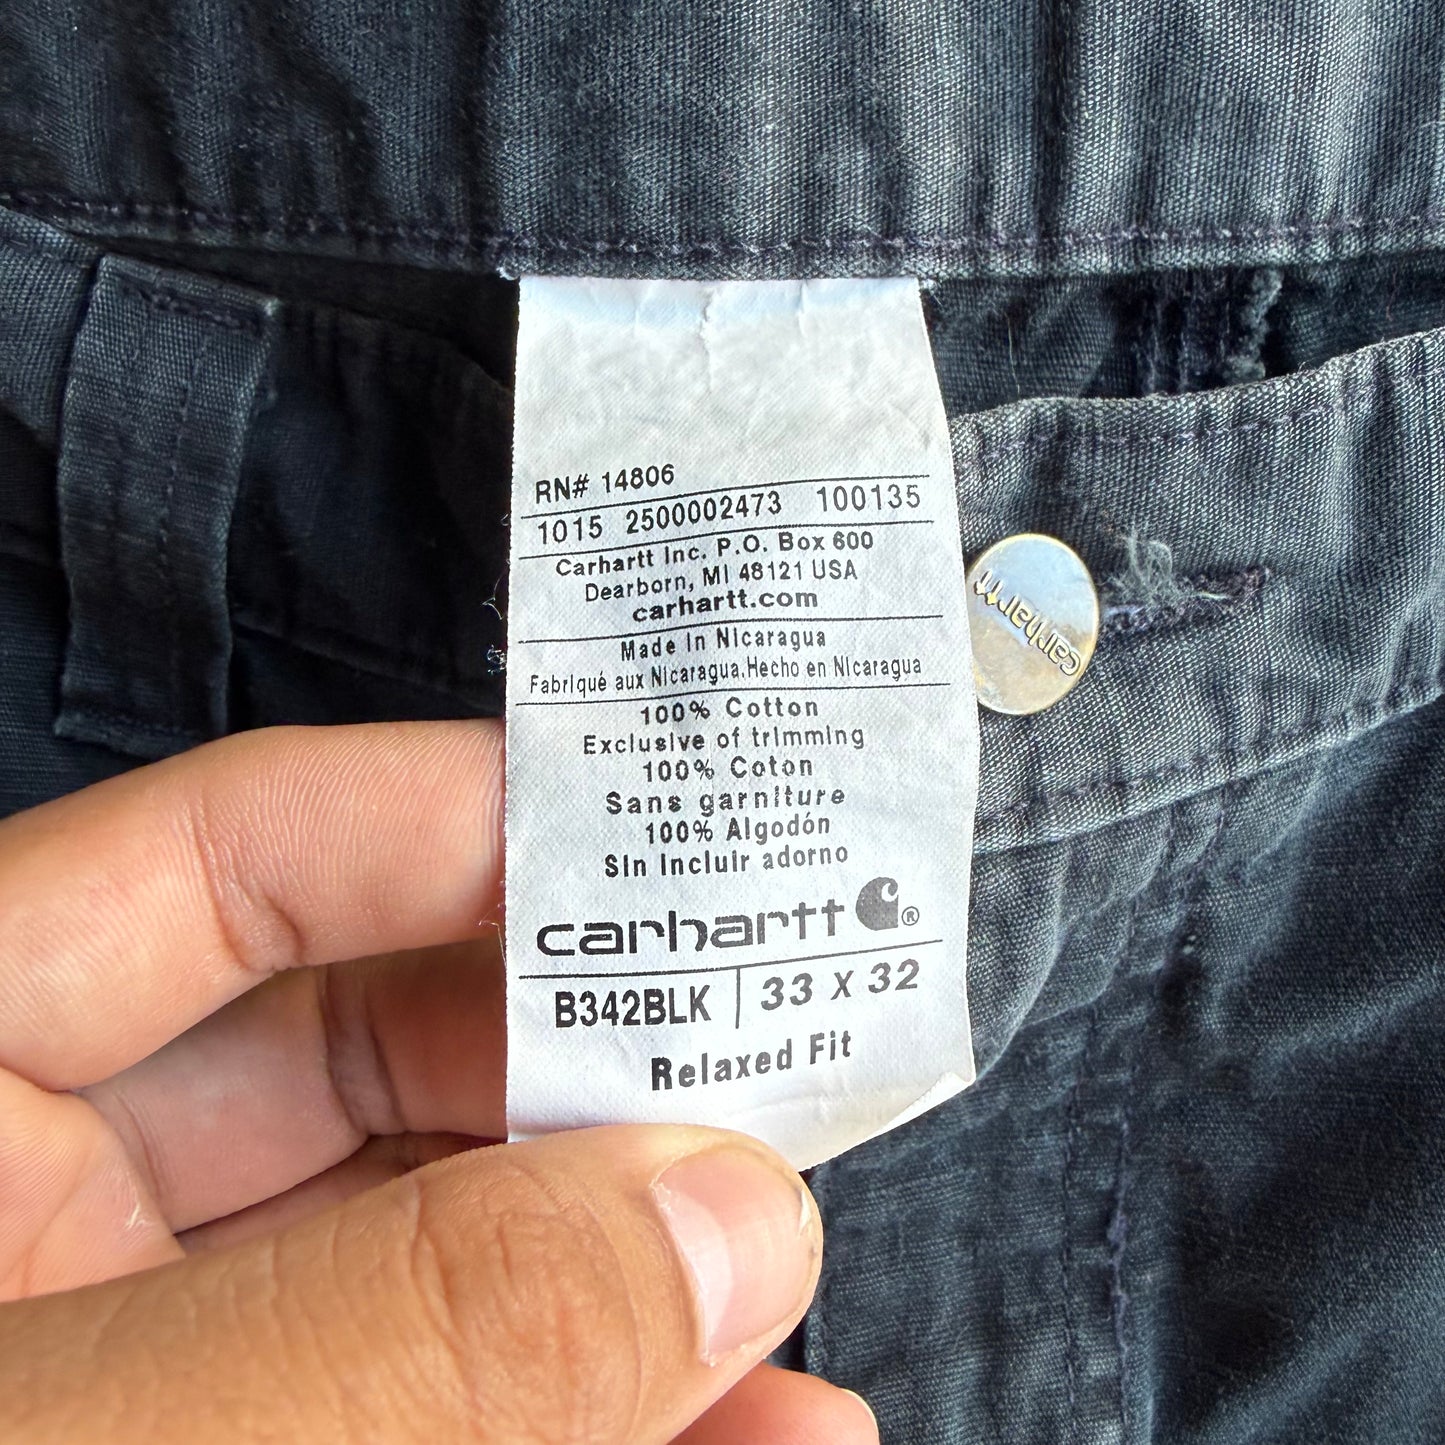 RN# 14806
1015 2500002473 100135
Carhartt Inc. P.O. Box 600
Dearborn, MI 48121 USA
carhartt.com
Made in Nicaragua
Fabriqué aux Nicaragua.Hecho en Nicaragua
100% Cotton
Exclusive of trimming
100% Coton
Sans garniture
100% Algodón
Sin incluir adorno
carhartt ®
B342BLK 33 x 32
Relaxed Fit
carhartt